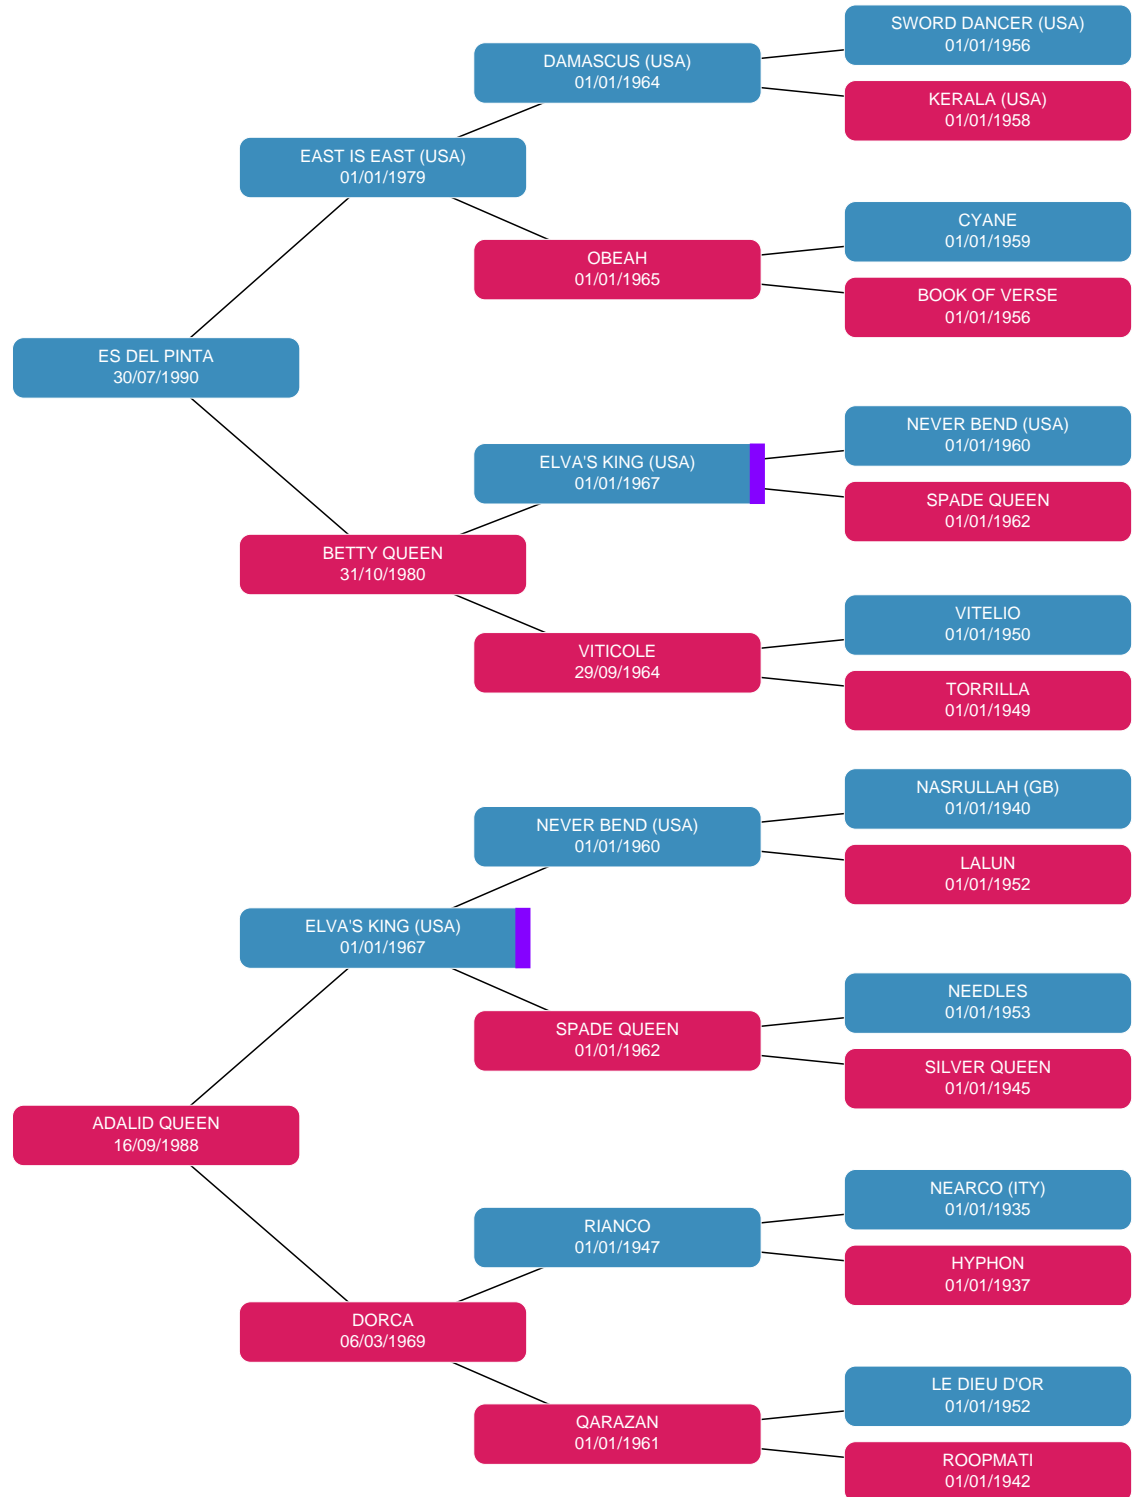 SWORD DANCER (USA)
01/01/1956
DAMASCUS (USA)
01/01/1964
KERALA (USA)
01/01/1958
EAST IS EAST (USA)
01/01/1979
CYANE
01/01/1959
OBEAH
01/01/1965
BOOK OF VERSE
01/01/1956
ES DEL PINTA
30/07/1990
NEVER BEND (USA)
01/01/1960
ELVA'S KING (USA)
01/01/1967
SPADE QUEEN
01/01/1962
BETTY QUEEN
31/10/1980
VITELIO
01/01/1950
VITICOLE
29/09/1964
TORRILLA
01/01/1949
NASRULLAH (GB)
01/01/1940
NEVER BEND (USA)
01/01/1960
LALUN
01/01/1952
ELVA'S KING (USA)
01/01/1967
NEEDLES
01/01/1953
SPADE QUEEN
01/01/1962
SILVER QUEEN
01/01/1945
ADALID QUEEN
16/09/1988
NEARCO (ITY)
01/01/1935
RIANCO
01/01/1947
HYPHON
01/01/1937
DORCA
06/03/1969
LE DIEU D'OR
01/01/1952
QARAZAN
01/01/1961
ROOPMATI
01/01/1942